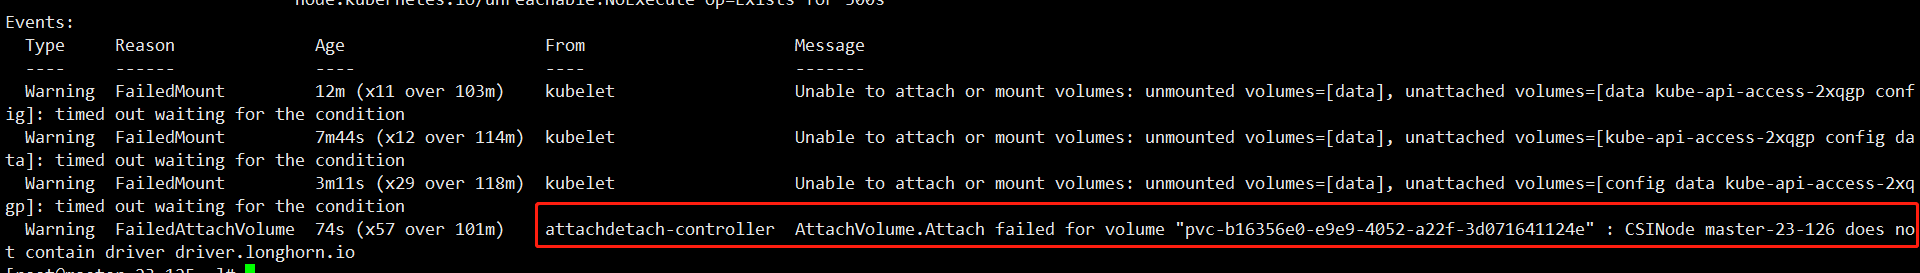 node.kubernetes.io/unreachable:NoExecute op=Exists for 300s
Events:
Type Reason Age From Message
---- ------ ---- ---- -------
Warning FailedMount 12m (x11 over 103m) kubelet Unable to attach or mount volumes: unmounted volumes=[data], unattached volumes=[data kube-api-access-2xqgp conf
ig]: timed out waiting for the condition
Warning FailedMount 7m44s (x12 over 114m) kubelet Unable to attach or mount volumes: unmounted volumes=[data], unattached volumes=[kube-api-access-2xqgp config da
ta]: timed out waiting for the condition
Warning FailedMount 3m11s (x29 over 118m) kubelet Unable to attach or mount volumes: unmounted volumes=[data], unattached volumes=[config data kube-api-access-2xq
gp]: timed out waiting for the condition
Warning FailedAttachVolume 74s (x57 over 101m) attachdetach-controller AttachVolume.Attach failed for volume "pvc-b16356e0-e9e9-4052-a22f-3d071641124e" : CSINode master-23-126 does no
t contain driver driver.longhorn.io
[root@master-23-125 ~]#